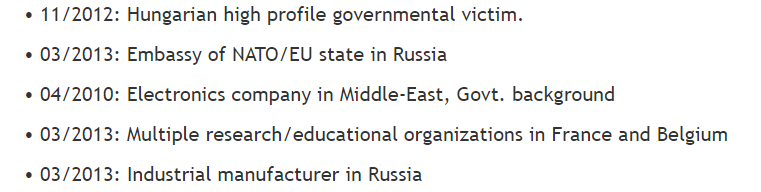 • 11/2012: Hungarian high profile governmental victim.
• 03/2013: Embassy of NATO/EU state in Russia
• 04/2010: Electronics company in Middle-East, Govt. background
• 03/2013: Multiple research/educational organizations in France and Belgium
• 03/2013: Industrial manufacturer in Russia